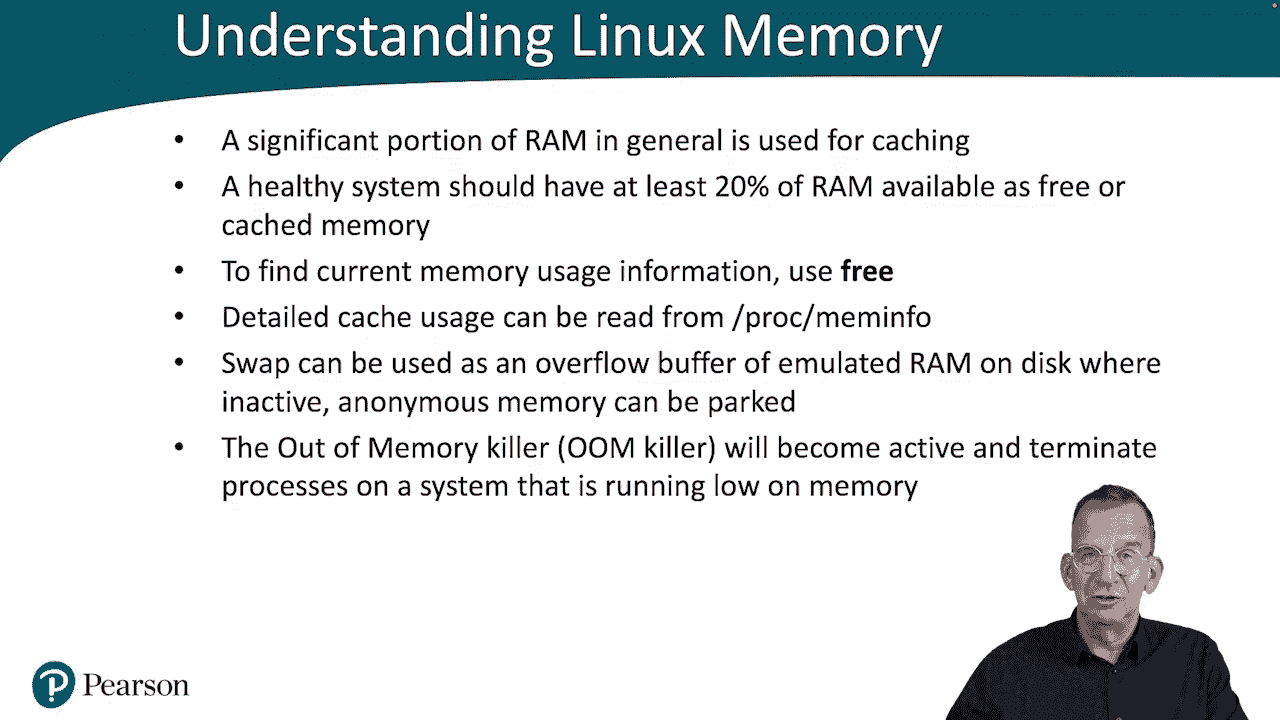 Understanding Linux Memory
• A significant portion of RAM in general is used for caching
• A healthy system should have at least 20% of RAM available as free or
cached memory
• To find current memory usage information, use free
• Detailed cache usage can be read from /proc/meminfo
• Swap can be used as an overflow buffer of emulated RAM on disk where
inactive, anonymous memory can be parked
• The Out of Memory killer (OOM killer) will become active and terminate
processes on a system that is running low on memory
Pearson